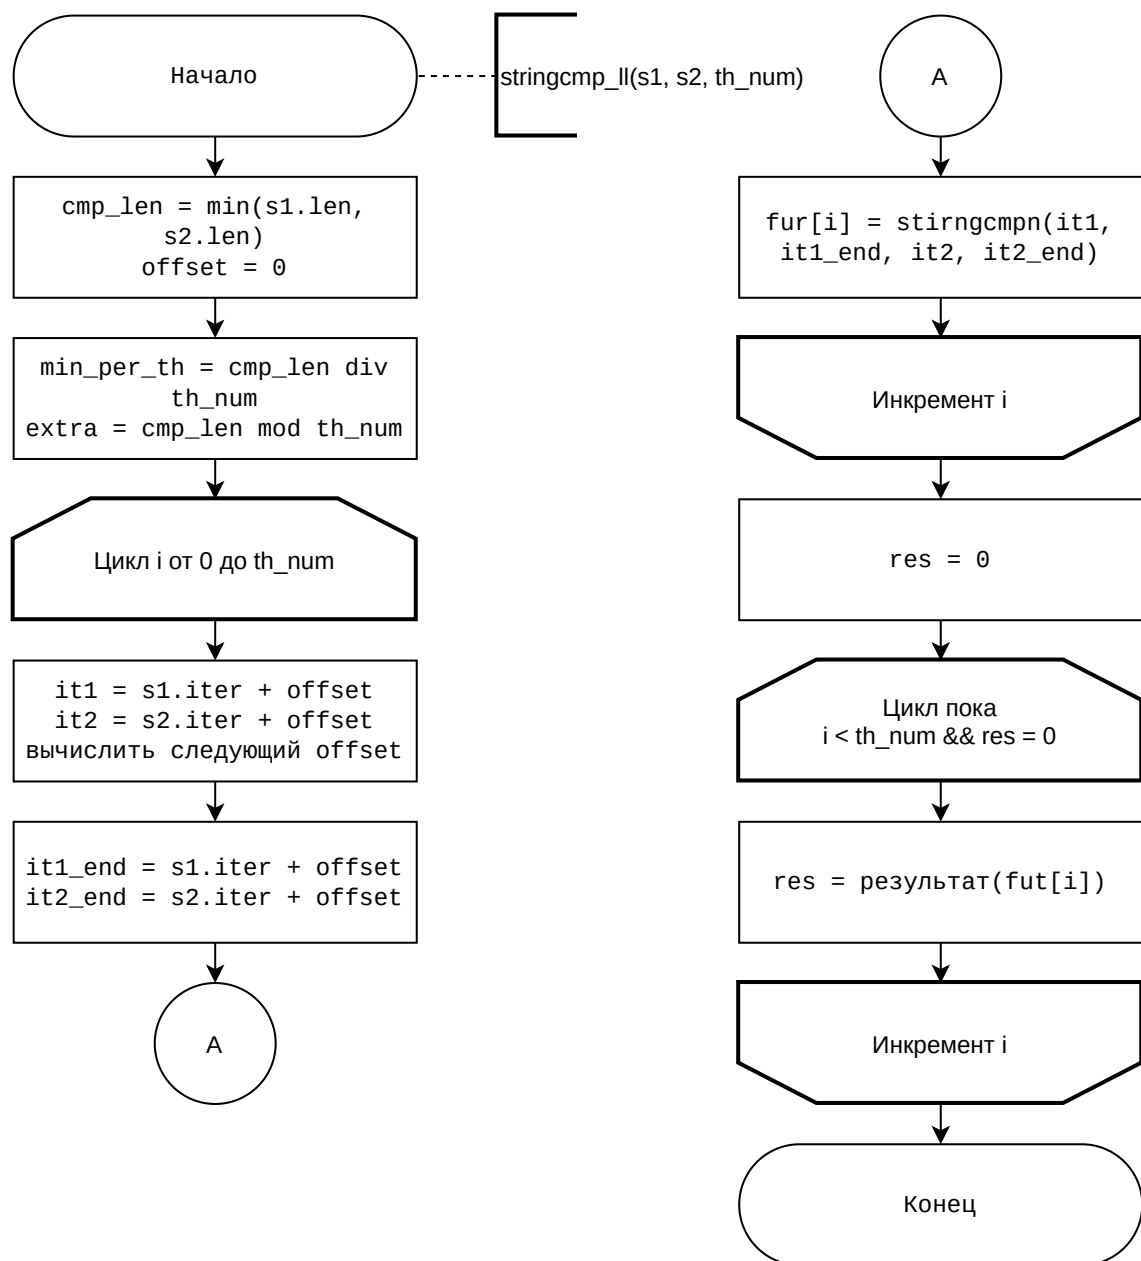 Начало
stringcmp_ll(s1, s2, th_num)
cmp_len = min(s1.len,
s2.len)
offset = 0
min_per_th = cmp_len div
th_num
extra = cmp_len mod th_num
Цикл i от 0 до th_num
it1 = s1.iter + offset
it2 = s2.iter + offset
вычислить следующий offset
it1_end = s1.iter + offset
it2_end = s2.iter + offset
A
A
fur[i] = stirngcmpn(it1,
it1_end, it2, it2_end)
Инкремент i
res = 0
Цикл пока
i < th_num && res = 0
res = результат(fut[i])
Инкремент i
Конец